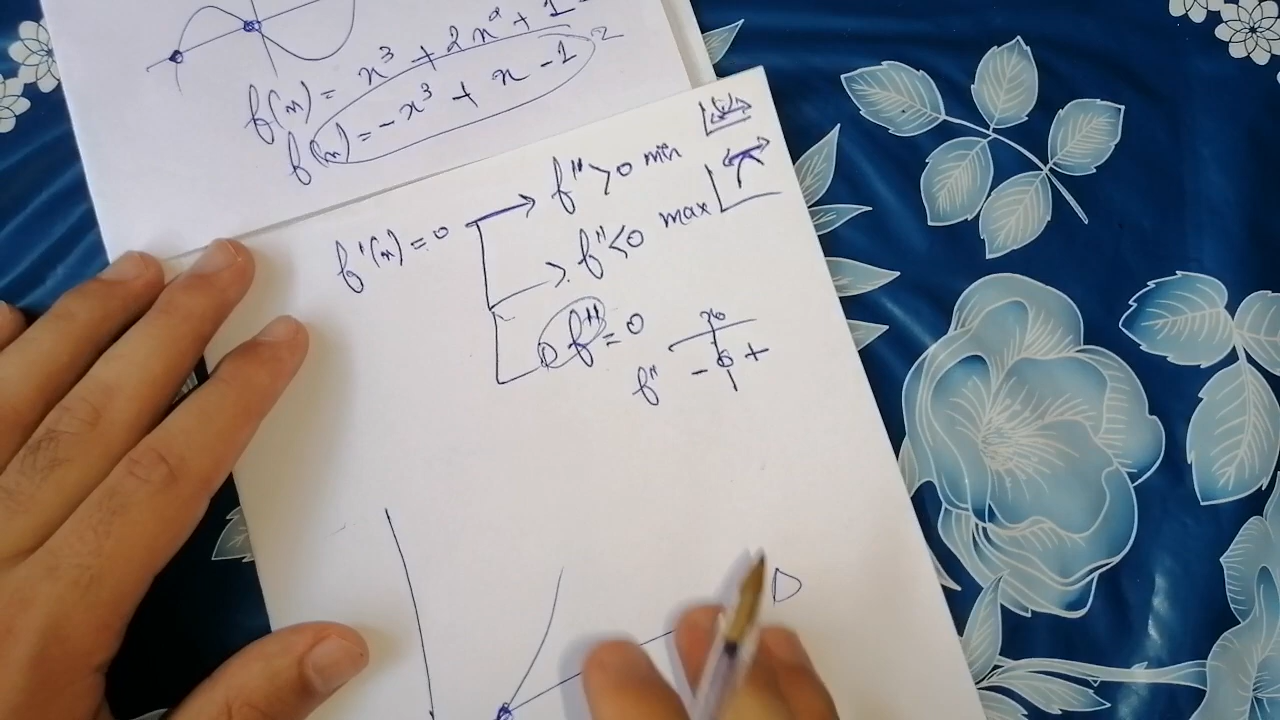 f(x) = x³ + 2x² + 1
f(x) = -x³ + x - 1
f'(x) = 0
f'' > 0 min
f'' < 0 max
f'' = 0
x₀
f'' - 0 +
D